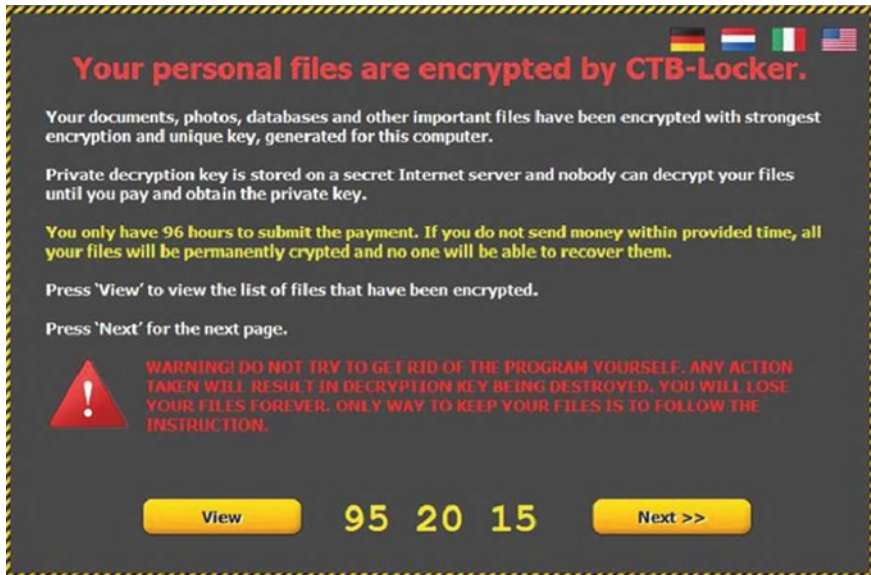 Your personal files are encrypted by CTB-Locker.
Your documents, photos, databases and other important files have been encrypted with strongest
encryption and unique key, generated for this computer.
Private decryption key is stored on a secret Internet server and nobody can decrypt your files
until you pay and obtain the private key.
You only have 96 hours to submit the payment. If you do not send money within provided time, all
your files will be permanently crypted and no one will be able to recover them.
Press 'View' to view the list of files that have been encrypted.
Press 'Next' for the next page.
WARNING! DO NOT TRY TO GET RID OF THE PROGRAM YOURSELF. ANY ACTION
TAKEN WILL RESULT IN DECRYPTION KEY BEING DESTROYED. YOU WILL LOSE
YOUR FILES FOREVER. ONLY WAY TO KEEP YOUR FILES IS TO FOLLOW THE
INSTRUCTION.
View 95 20 15 Next >>